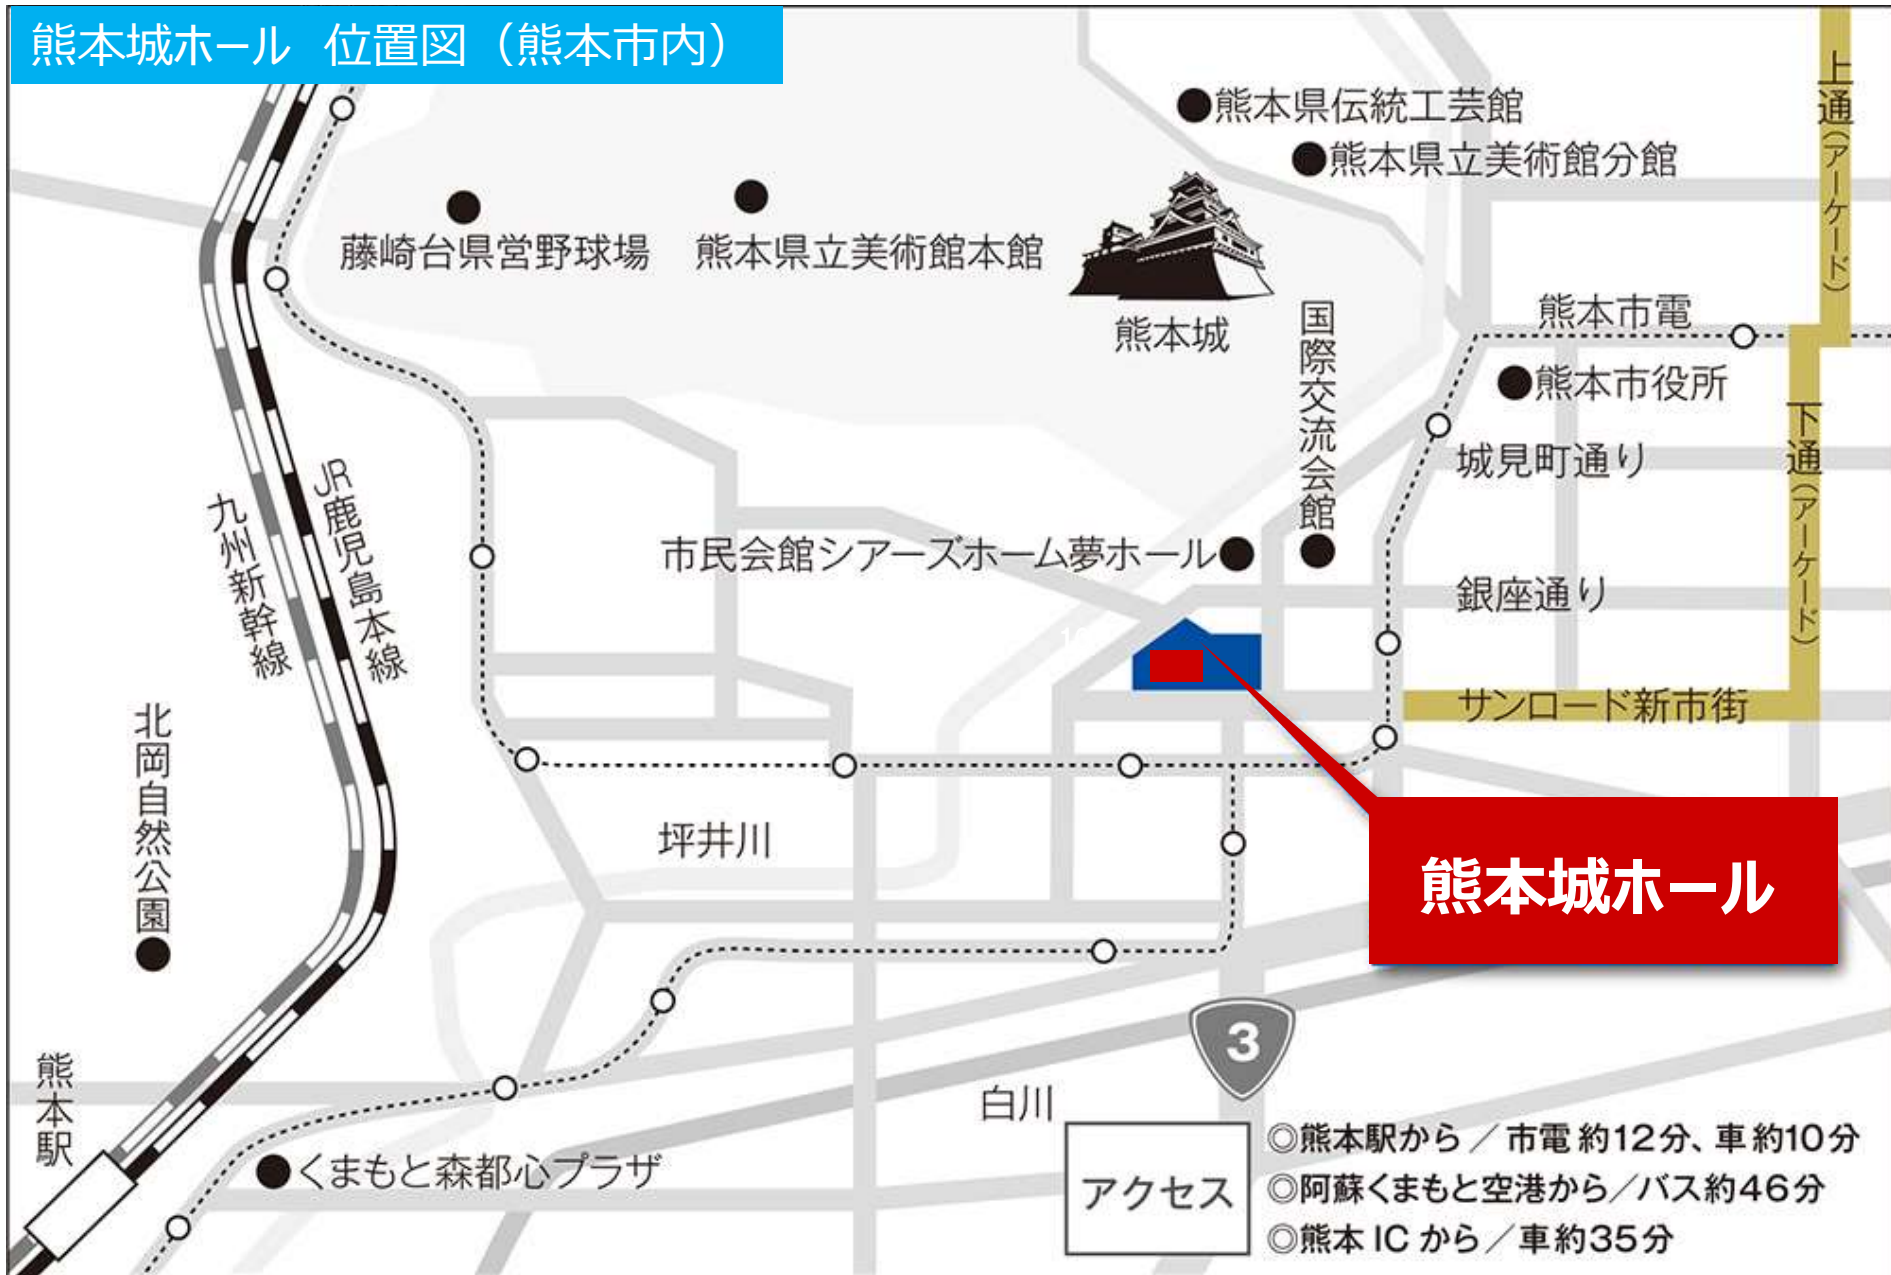 熊本城ホール 位置図（熊本市内）
上通（アーケード）
●熊本県伝統工芸館
●熊本県立美術館分館
藤崎台県営野球場
熊本県立美術館本館
熊本城
国際交流会館
熊本市電
●熊本市役所
下通（アーケード）
城見町通り
JR鹿児島本線
九州新幹線
市民会館シアーズホーム夢ホール●
銀座通り
サンロード新市街
北岡自然公園
坪井川
熊本城ホール
3
熊本駅
白川
●くまもと森都心プラザ
アクセス
◎熊本駅から／市電 約12分、車 約10分
◎阿蘇くまもと空港から／バス約46分
◎熊本 IC から／車約35分